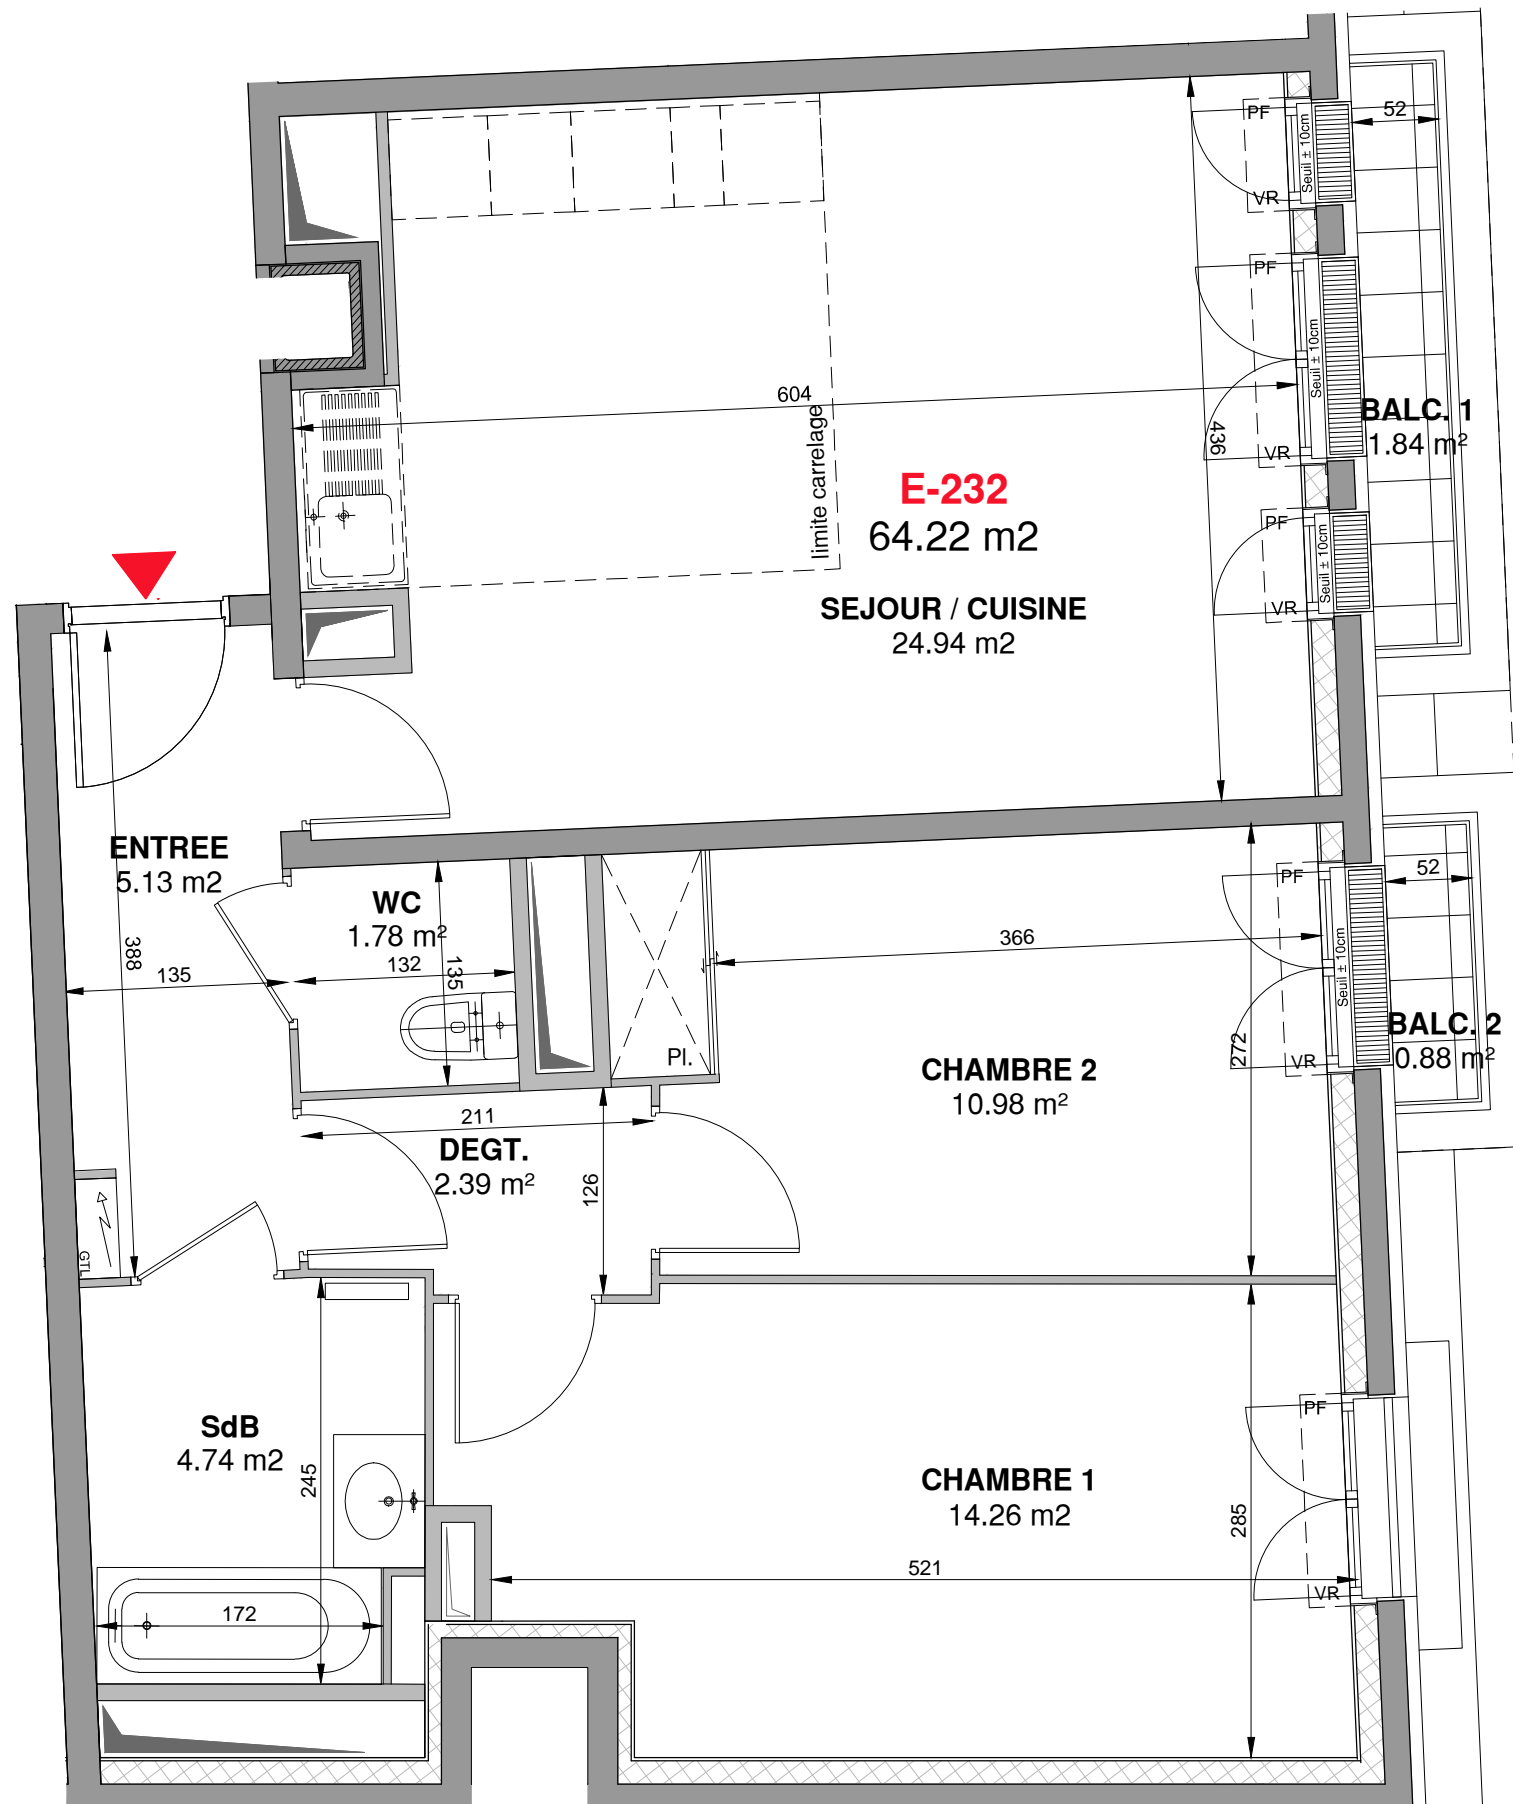 PF
52
Seuil ± 10cm
VR
PF
604
Seuil ± 10cm
limite carrelage
436
BALC. 1
1.84 m²
VR
E-232
64.22 m2
PF
Seuil ± 10cm
SEJOUR / CUISINE
24.94 m2
VR
ENTREE
5.13 m2
WC
1.78 m²
PF
52
388
135
132
135
366
Seuil ± 10cm
BALC. 2
0.88 m²
Pl.
272
VR
CHAMBRE 2
10.98 m²
211
DEGT.
2.39 m²
126
GTL
SdB
4.74 m2
PF
245
CHAMBRE 1
14.26 m2
285
521
VR
172